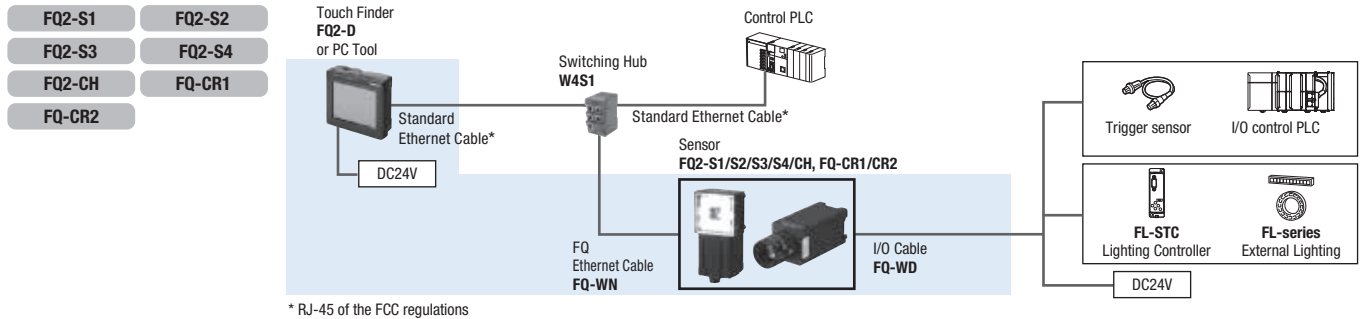 FQ2-S1
FQ2-S2
FQ2-S3
FQ2-S4
FQ2-CH
FQ-CR1
FQ-CR2
Touch Finder
FQ2-D
or PC Tool
Standard
Ethernet Cable*
DC24V
Switching Hub
W4S1
Control PLC
Standard Ethernet Cable*
Sensor
FQ2-S1/S2/S3/S4/CH, FQ-CR1/CR2
FQ
Ethernet Cable
FQ-WN
I/O Cable
FQ-WD
Trigger sensor
I/O control PLC
FL-STC
Lighting Controller
FL-series
External Lighting
DC24V
* RJ-45 of the FCC regulations